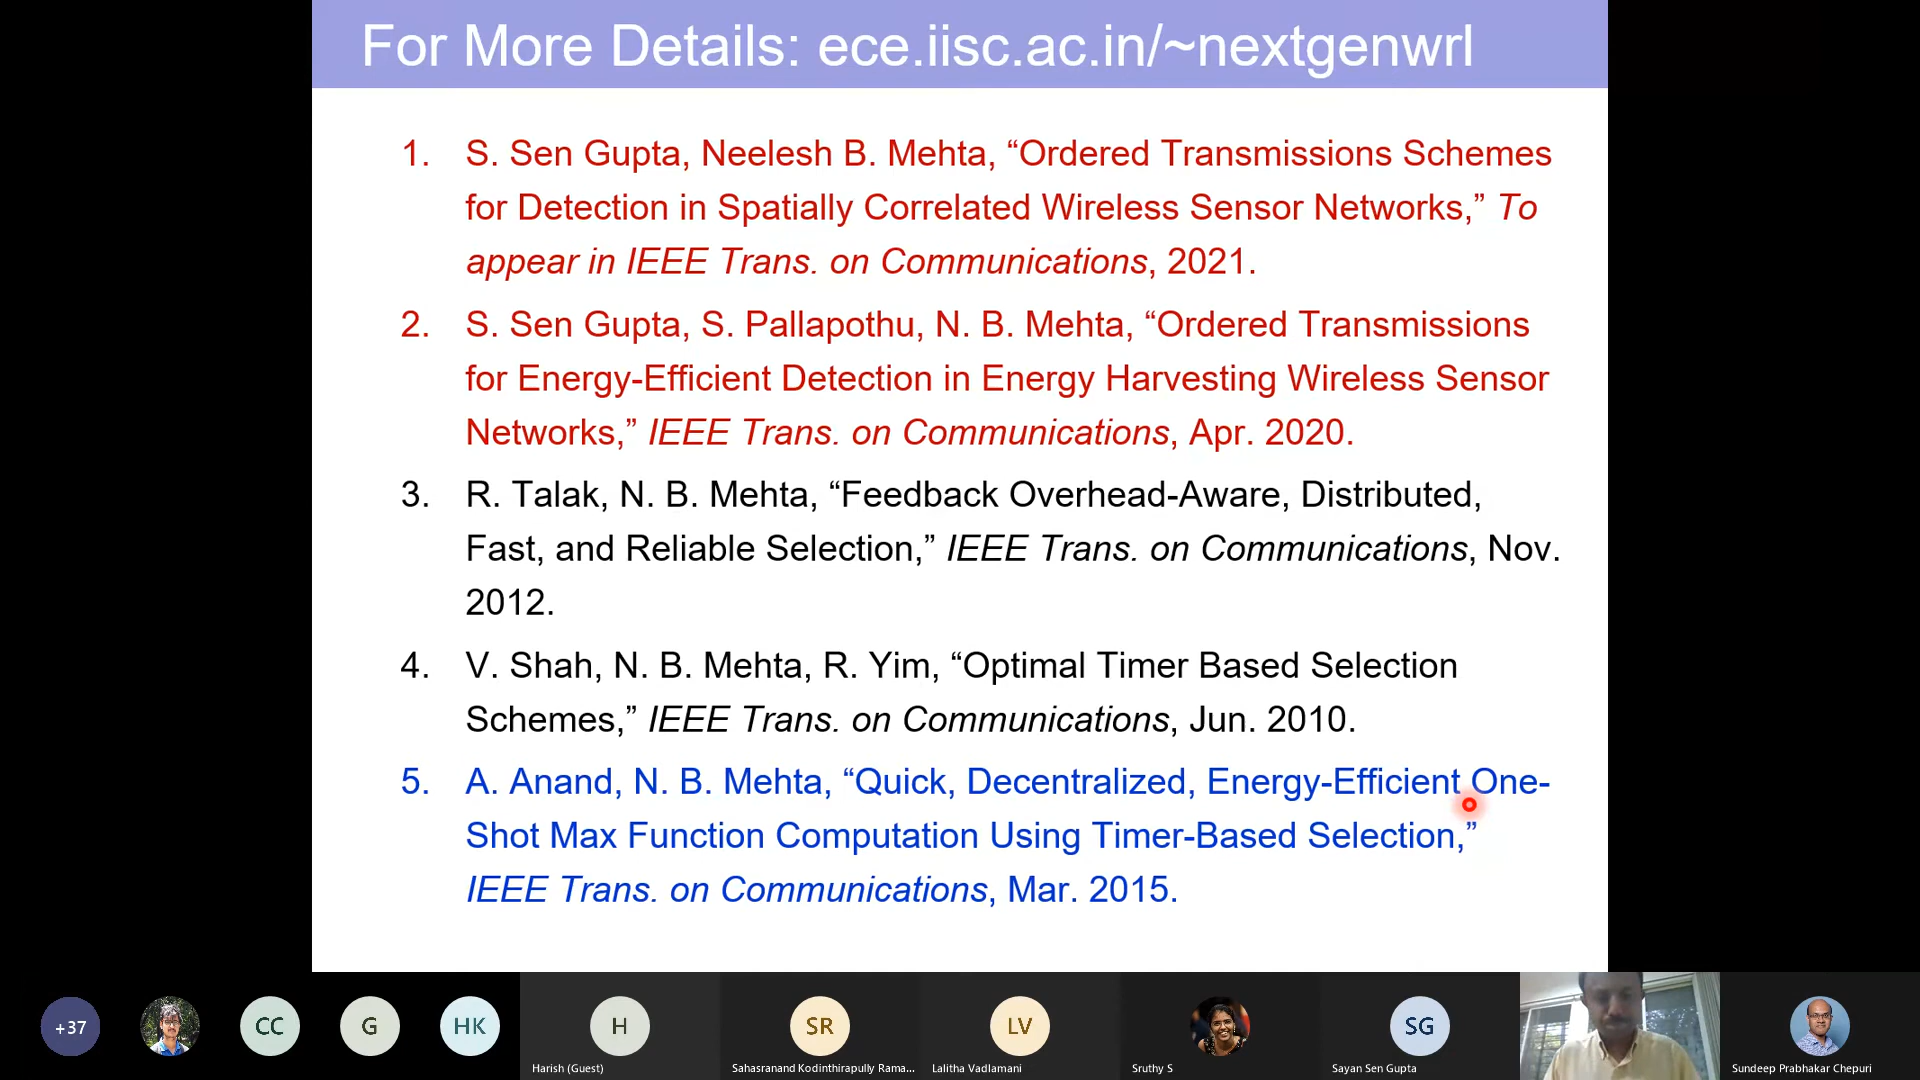 For More Details: ece.iisc.ac.in/~nextgenwrl
1. S. Sen Gupta, Neelesh B. Mehta, “Ordered Transmissions Schemes
for Detection in Spatially Correlated Wireless Sensor Networks,” To
appear in IEEE Trans. on Communications, 2021.
2. S. Sen Gupta, S. Pallapothu, N. B. Mehta, “Ordered Transmissions
for Energy-Efficient Detection in Energy Harvesting Wireless Sensor
Networks,” IEEE Trans. on Communications, Apr. 2020.
3. R. Talak, N. B. Mehta, “Feedback Overhead-Aware, Distributed,
Fast, and Reliable Selection,” IEEE Trans. on Communications, Nov.
2012.
4. V. Shah, N. B. Mehta, R. Yim, “Optimal Timer Based Selection
Schemes,” IEEE Trans. on Communications, Jun. 2010.
5. A. Anand, N. B. Mehta, “Quick, Decentralized, Energy-Efficient One-
Shot Max Function Computation Using Timer-Based Selection,”
IEEE Trans. on Communications, Mar. 2015.
+37 CC G HK H SR LV SG
Harish (Guest) Sahasranand Kodinthirapully Rama... Lalitha Vadlamani Sruthy S Sayan Sen Gupta Sundeep Prabhakar Chepuri